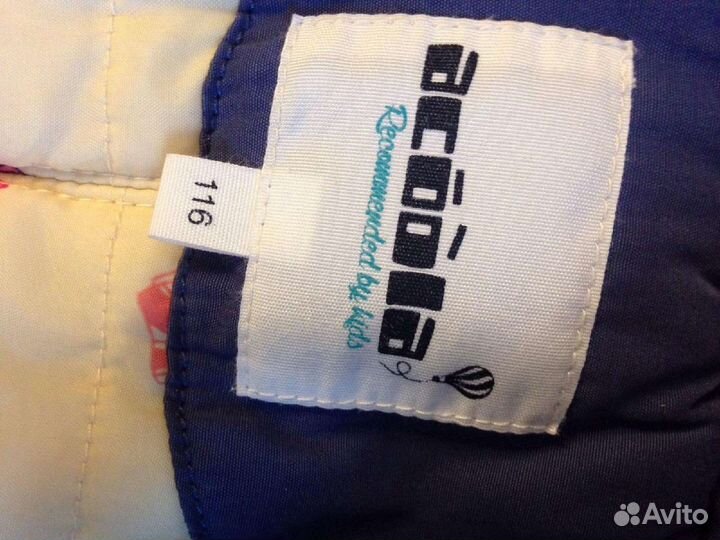 acoola
Recommended by kids
116
Avito